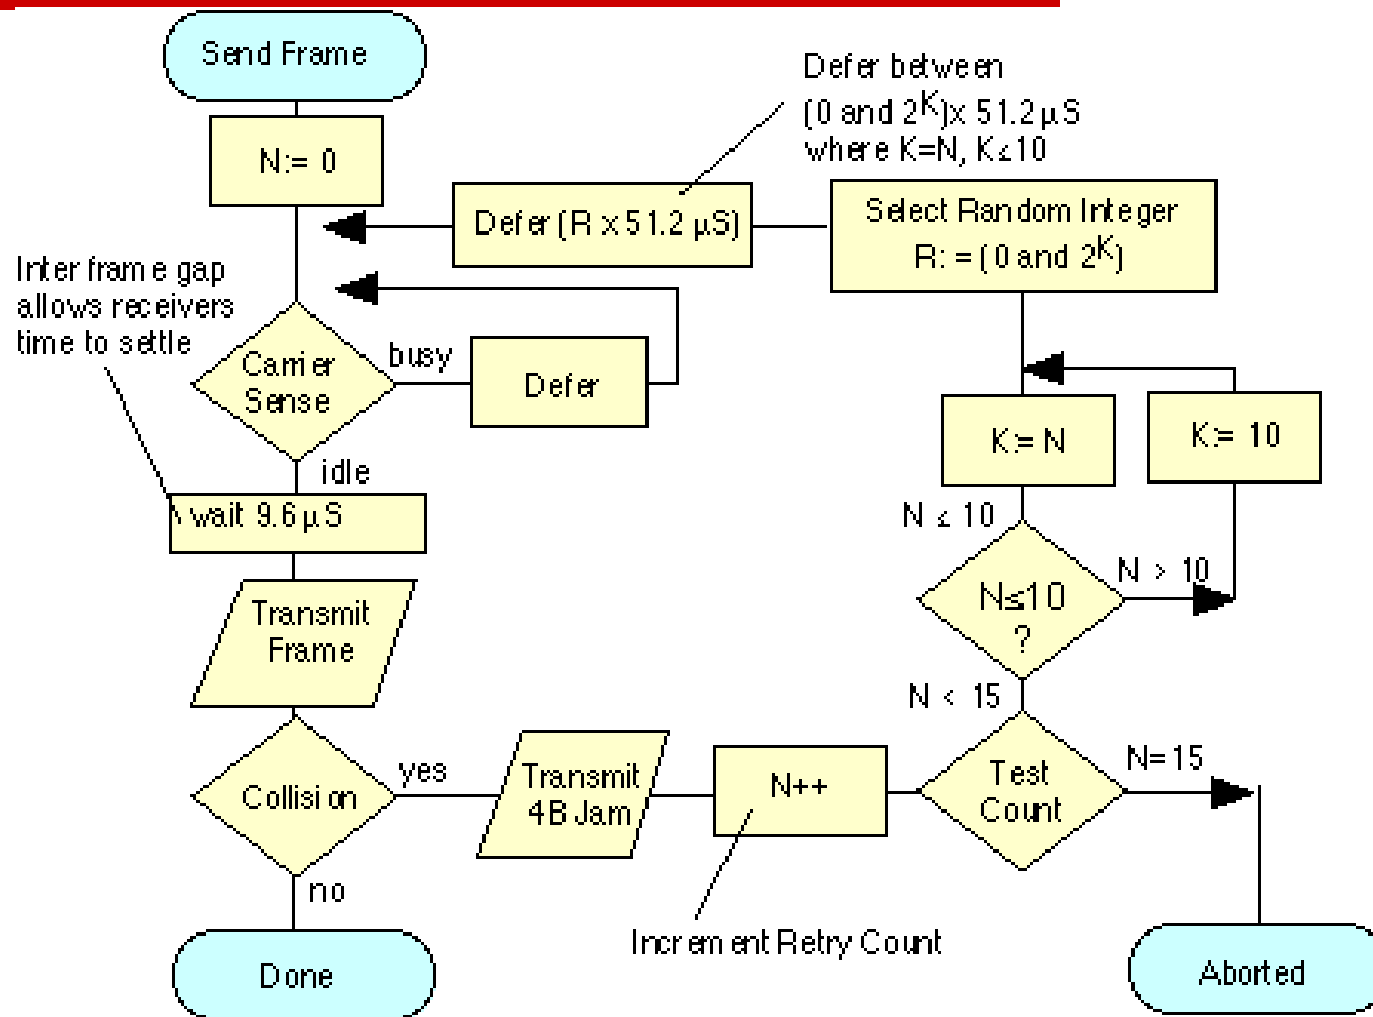 Send Frame
N:= 0
Defer between
(0 and 2^K)x 51.2 µS
where K=N, K≤10
Defer (R x 51.2 µS)
Select Random Integer
R: = (0 and 2^K)
Inter frame gap
allows receivers
time to settle
Carrier
Sense
busy
Defer
idle
wait 9.6 µS
K:= N
K:= 10
N ≤ 10
N > 10
N≤10
?
Transmit
Frame
N < 15
Collision
yes
Transmit
4B Jam
N++
Test
Count
N=15
no
Increment Retry Count
Done
Aborted